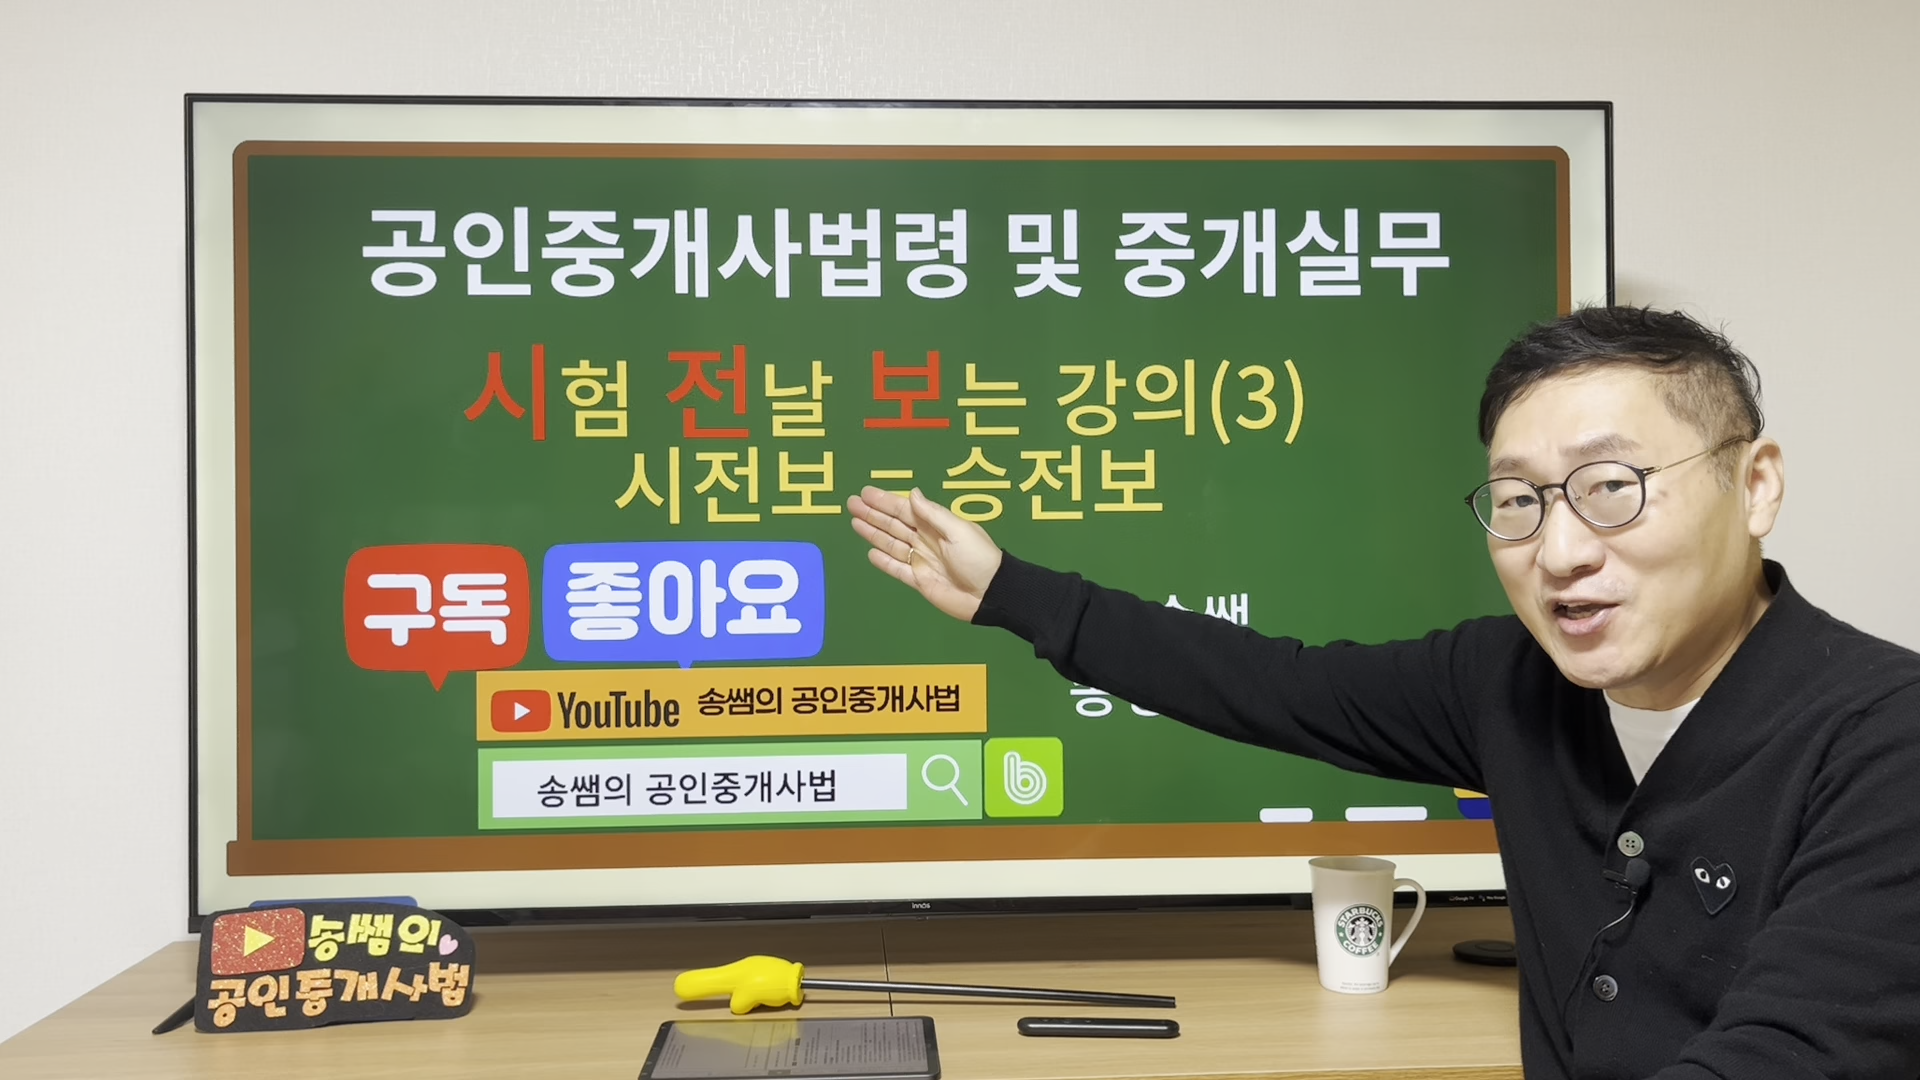 공인중개사법령 및 중개실무
시험 전날 보는 강의(3)
시전보 = 승전보
구독
좋아요
YouTube 송쌤의 공인중개사법
송쌤의 공인중개사법
b
innos
송쌤의
공인중개사법
STARBUCKS
COFFEE